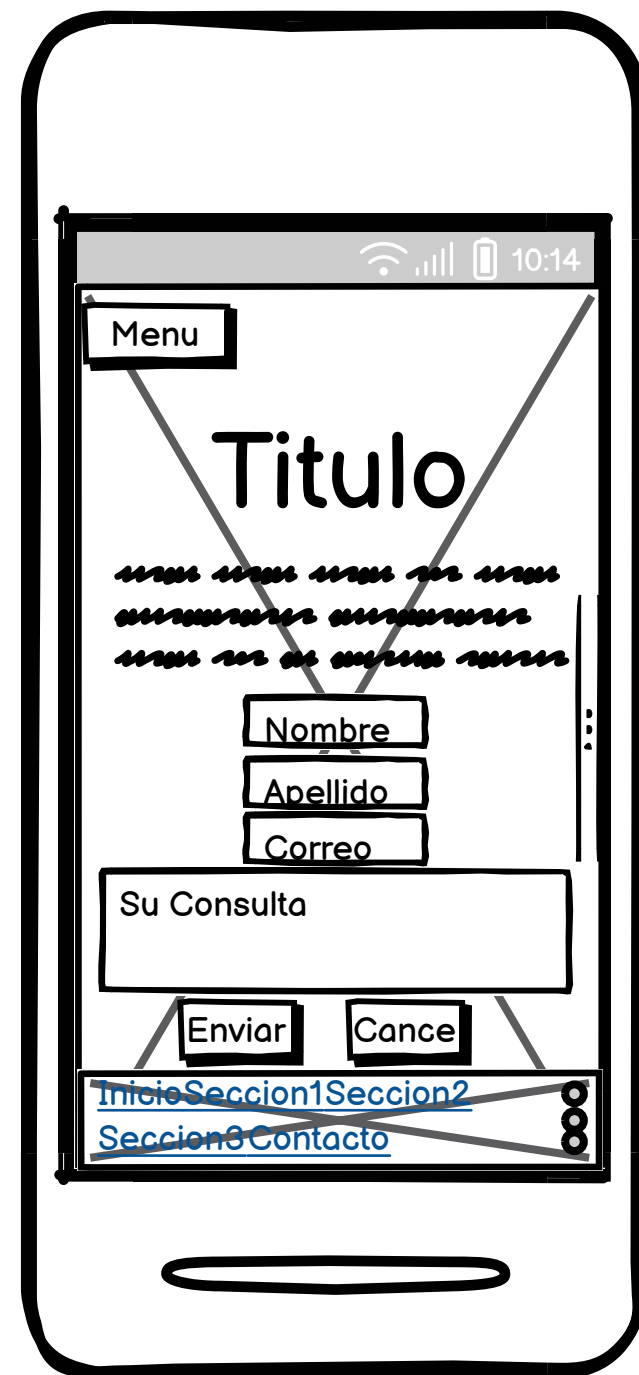 10:14
Menu
Titulo
Nombre
Apellido
Correo
Su Consulta
Enviar Cance
InicioSeccion1Seccion2
Seccion3Contacto